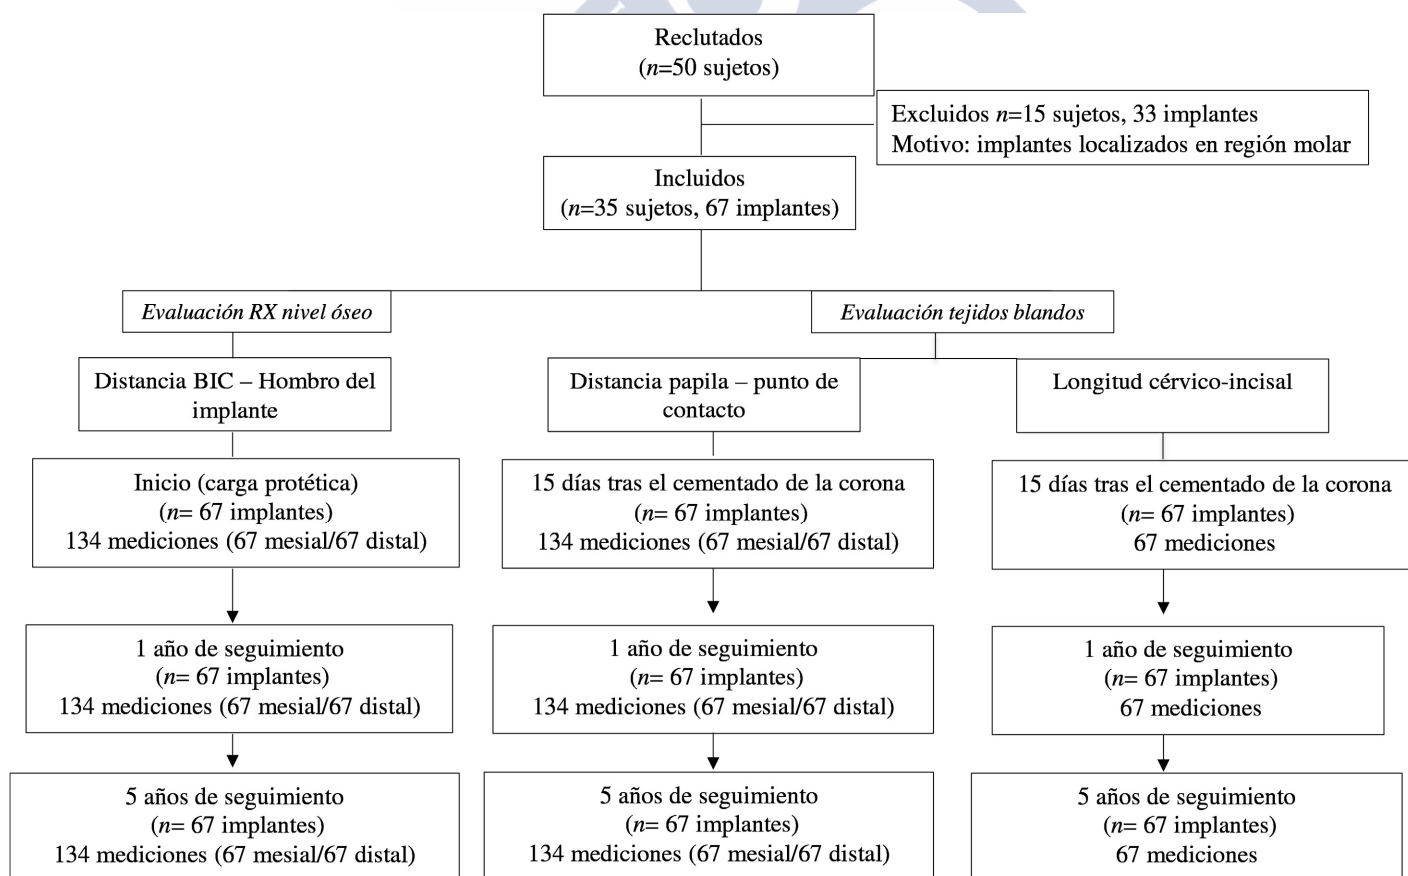 Reclutados
(n=50 sujetos)
Excluidos n=15 sujetos, 33 implantes
Motivo: implantes localizados en región molar
Incluidos
(n=35 sujetos, 67 implantes)
Evaluación RX nivel óseo
Evaluación tejidos blandos
Distancia BIC – Hombro del
implante
Distancia papila – punto de
contacto
Longitud cérvico-incisal
Inicio (carga protética)
(n= 67 implantes)
134 mediciones (67 mesial/67 distal)
15 días tras el cementado de la corona
(n= 67 implantes)
134 mediciones (67 mesial/67 distal)
15 días tras el cementado de la corona
(n= 67 implantes)
67 mediciones
1 año de seguimiento
(n= 67 implantes)
134 mediciones (67 mesial/67 distal)
1 año de seguimiento
(n= 67 implantes)
134 mediciones (67 mesial/67 distal)
1 año de seguimiento
(n= 67 implantes)
67 mediciones
5 años de seguimiento
(n= 67 implantes)
134 mediciones (67 mesial/67 distal)
5 años de seguimiento
(n= 67 implantes)
134 mediciones (67 mesial/67 distal)
5 años de seguimiento
(n= 67 implantes)
67 mediciones